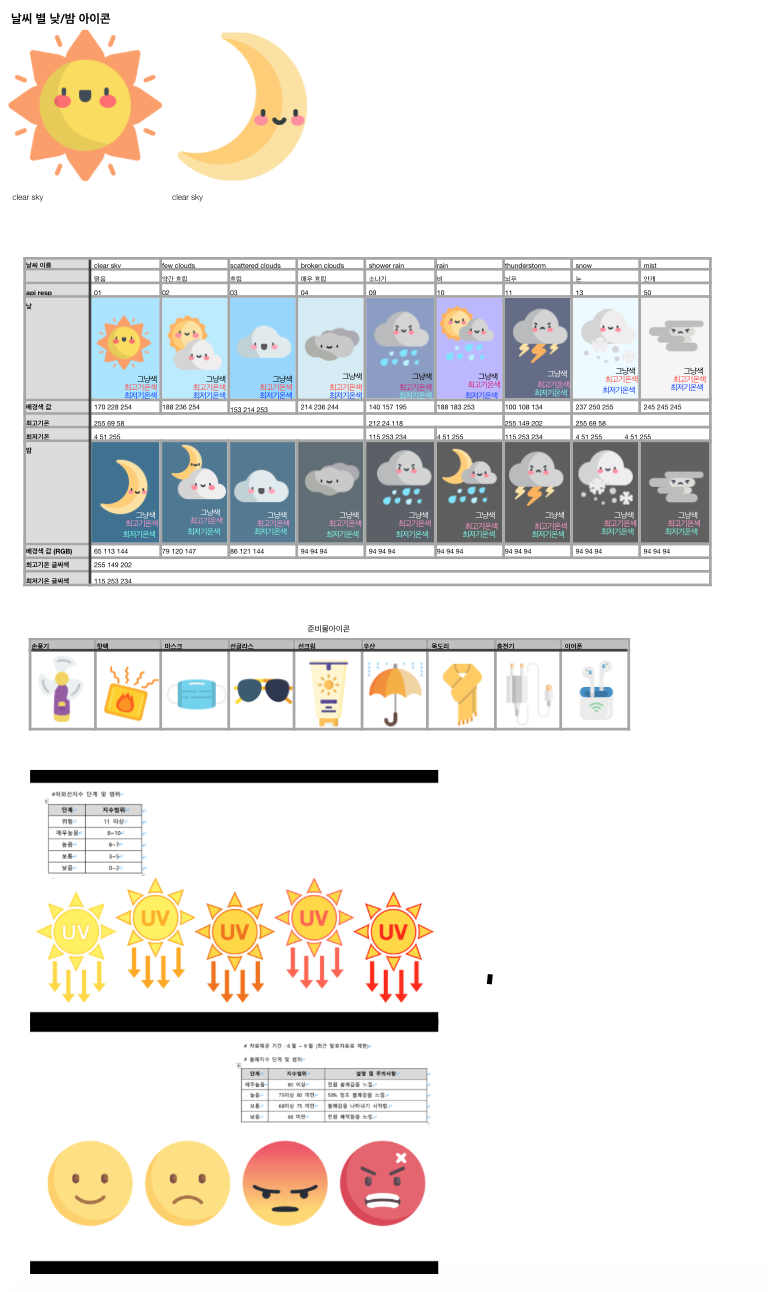 날씨 별 낮/밤 아이콘
clear sky clear sky
날씨 이름 clear sky few clouds scattered clouds broken clouds shower rain rain thunderstorm snow mist
맑음 약간 흐림 흐림 매우 흐림 소나기 비 뇌우 눈 안개
api resp 01 02 03 04 09 10 11 13 50
낮
그냥색 그냥색 그냥색 그냥색 그냥색 그냥색 그냥색 그냥색 그냥색
최고기온색 최고기온색 최고기온색 최고기온색 최고기온색 최고기온색 최고기온색 최고기온색 최고기온색
최저기온색 최저기온색 최저기온색 최저기온색 최저기온색 최저기온색 최저기온색 최저기온색 최저기온색
배경색 값 170 228 254 188 236 254 153 214 253 214 236 244 140 157 195 188 183 253 100 108 134 237 250 255 245 245 245
최고기온 255 69 58 212 24 118 255 149 202 255 69 58
최저기온 4 51 255 115 253 234 4 51 255 115 253 234 4 51 255 4 51 255
밤
그냥색 그냥색 그냥색 그냥색 그냥색 그냥색 그냥색 그냥색 그냥색
최고기온색 최고기온색 최고기온색 최고기온색 최고기온색 최고기온색 최고기온색 최고기온색 최고기온색
최저기온색 최저기온색 최저기온색 최저기온색 최저기온색 최저기온색 최저기온색 최저기온색 최저기온색
배경색 값 (RGB) 65 113 144 79 120 147 86 121 144 94 94 94 94 94 94 94 94 94 94 94 94 94 94 94 94 94 94
최고기온 글씨색 255 149 202
최저기온 글씨색 115 253 234
준비물아이콘
손풍기 핫팩 마스크 선글라스 선크림 우산 목도리 충전기 이어폰
#자외선지수 단계 및 범위
단계 지수범위
위험 11 이상
매우높음 8~10
높음 6~7
보통 3~5
낮음 0~2
UV UV UV UV UV
# 자료제공 기간 : 6 월 ~ 9 월 (최근 발표자료로 제한)
# 불쾌지수 단계 및 범위
단계 지수범위 설명 및 주의사항
매우높음 80 이상 전원 불쾌감을 느낌
높음 75이상 80 미만 50% 정도 불쾌감을 느낌
보통 68이상 75 미만 불쾌감을 나타내기 시작함
낮음 68 미만 전원 쾌적함을 느낌